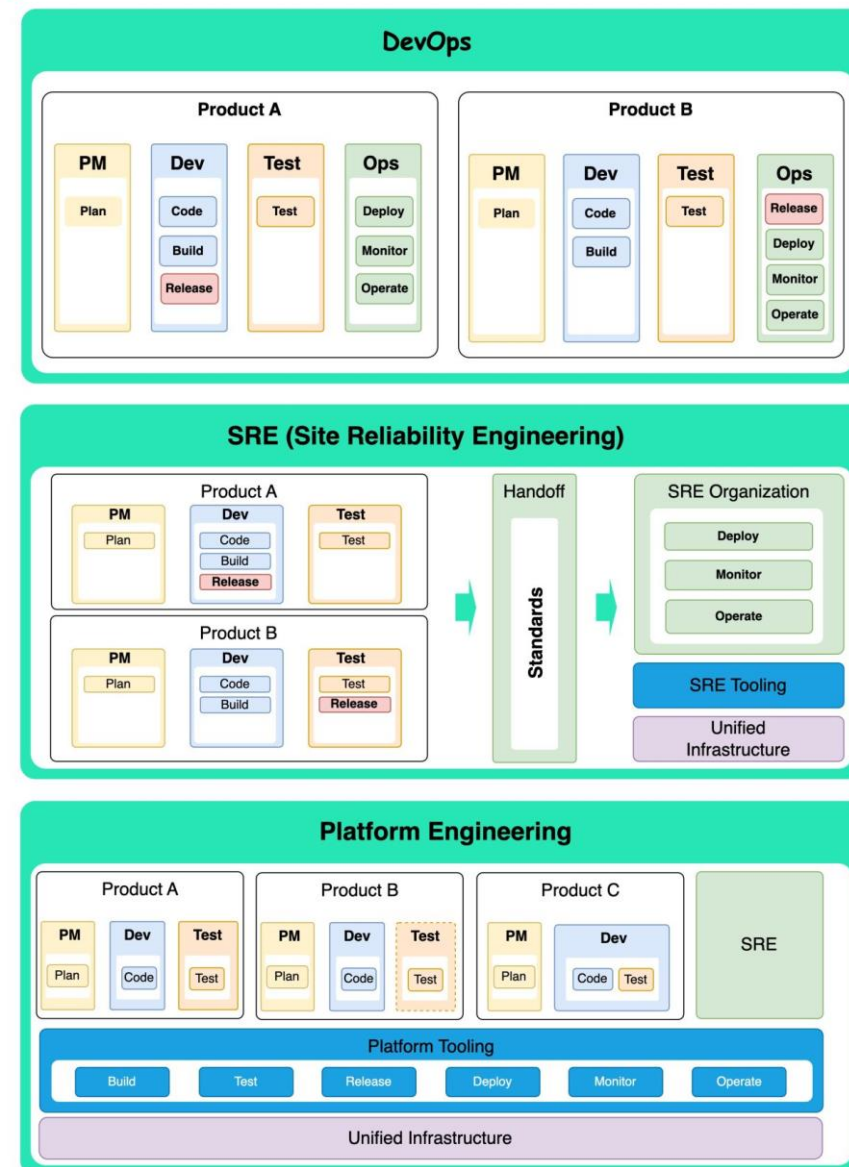 DevOps
Product A
PM
Plan
Dev
Code
Build
Release
Test
Test
Ops
Deploy
Monitor
Operate
Product B
PM
Plan
Dev
Code
Build
Test
Test
Ops
Release
Deploy
Monitor
Operate
SRE (Site Reliability Engineering)
Product A
PM
Plan
Dev
Code
Build
Release
Test
Test
Product B
PM
Plan
Dev
Code
Build
Test
Test
Release
Handoff
Standards
SRE Organization
Deploy
Monitor
Operate
SRE Tooling
Unified
Infrastructure
Platform Engineering
Product A
PM
Plan
Dev
Code
Test
Test
Product B
PM
Plan
Dev
Code
Test
Test
Product C
PM
Plan
Dev
Code
Test
SRE
Platform Tooling
Build
Test
Release
Deploy
Monitor
Operate
Unified Infrastructure